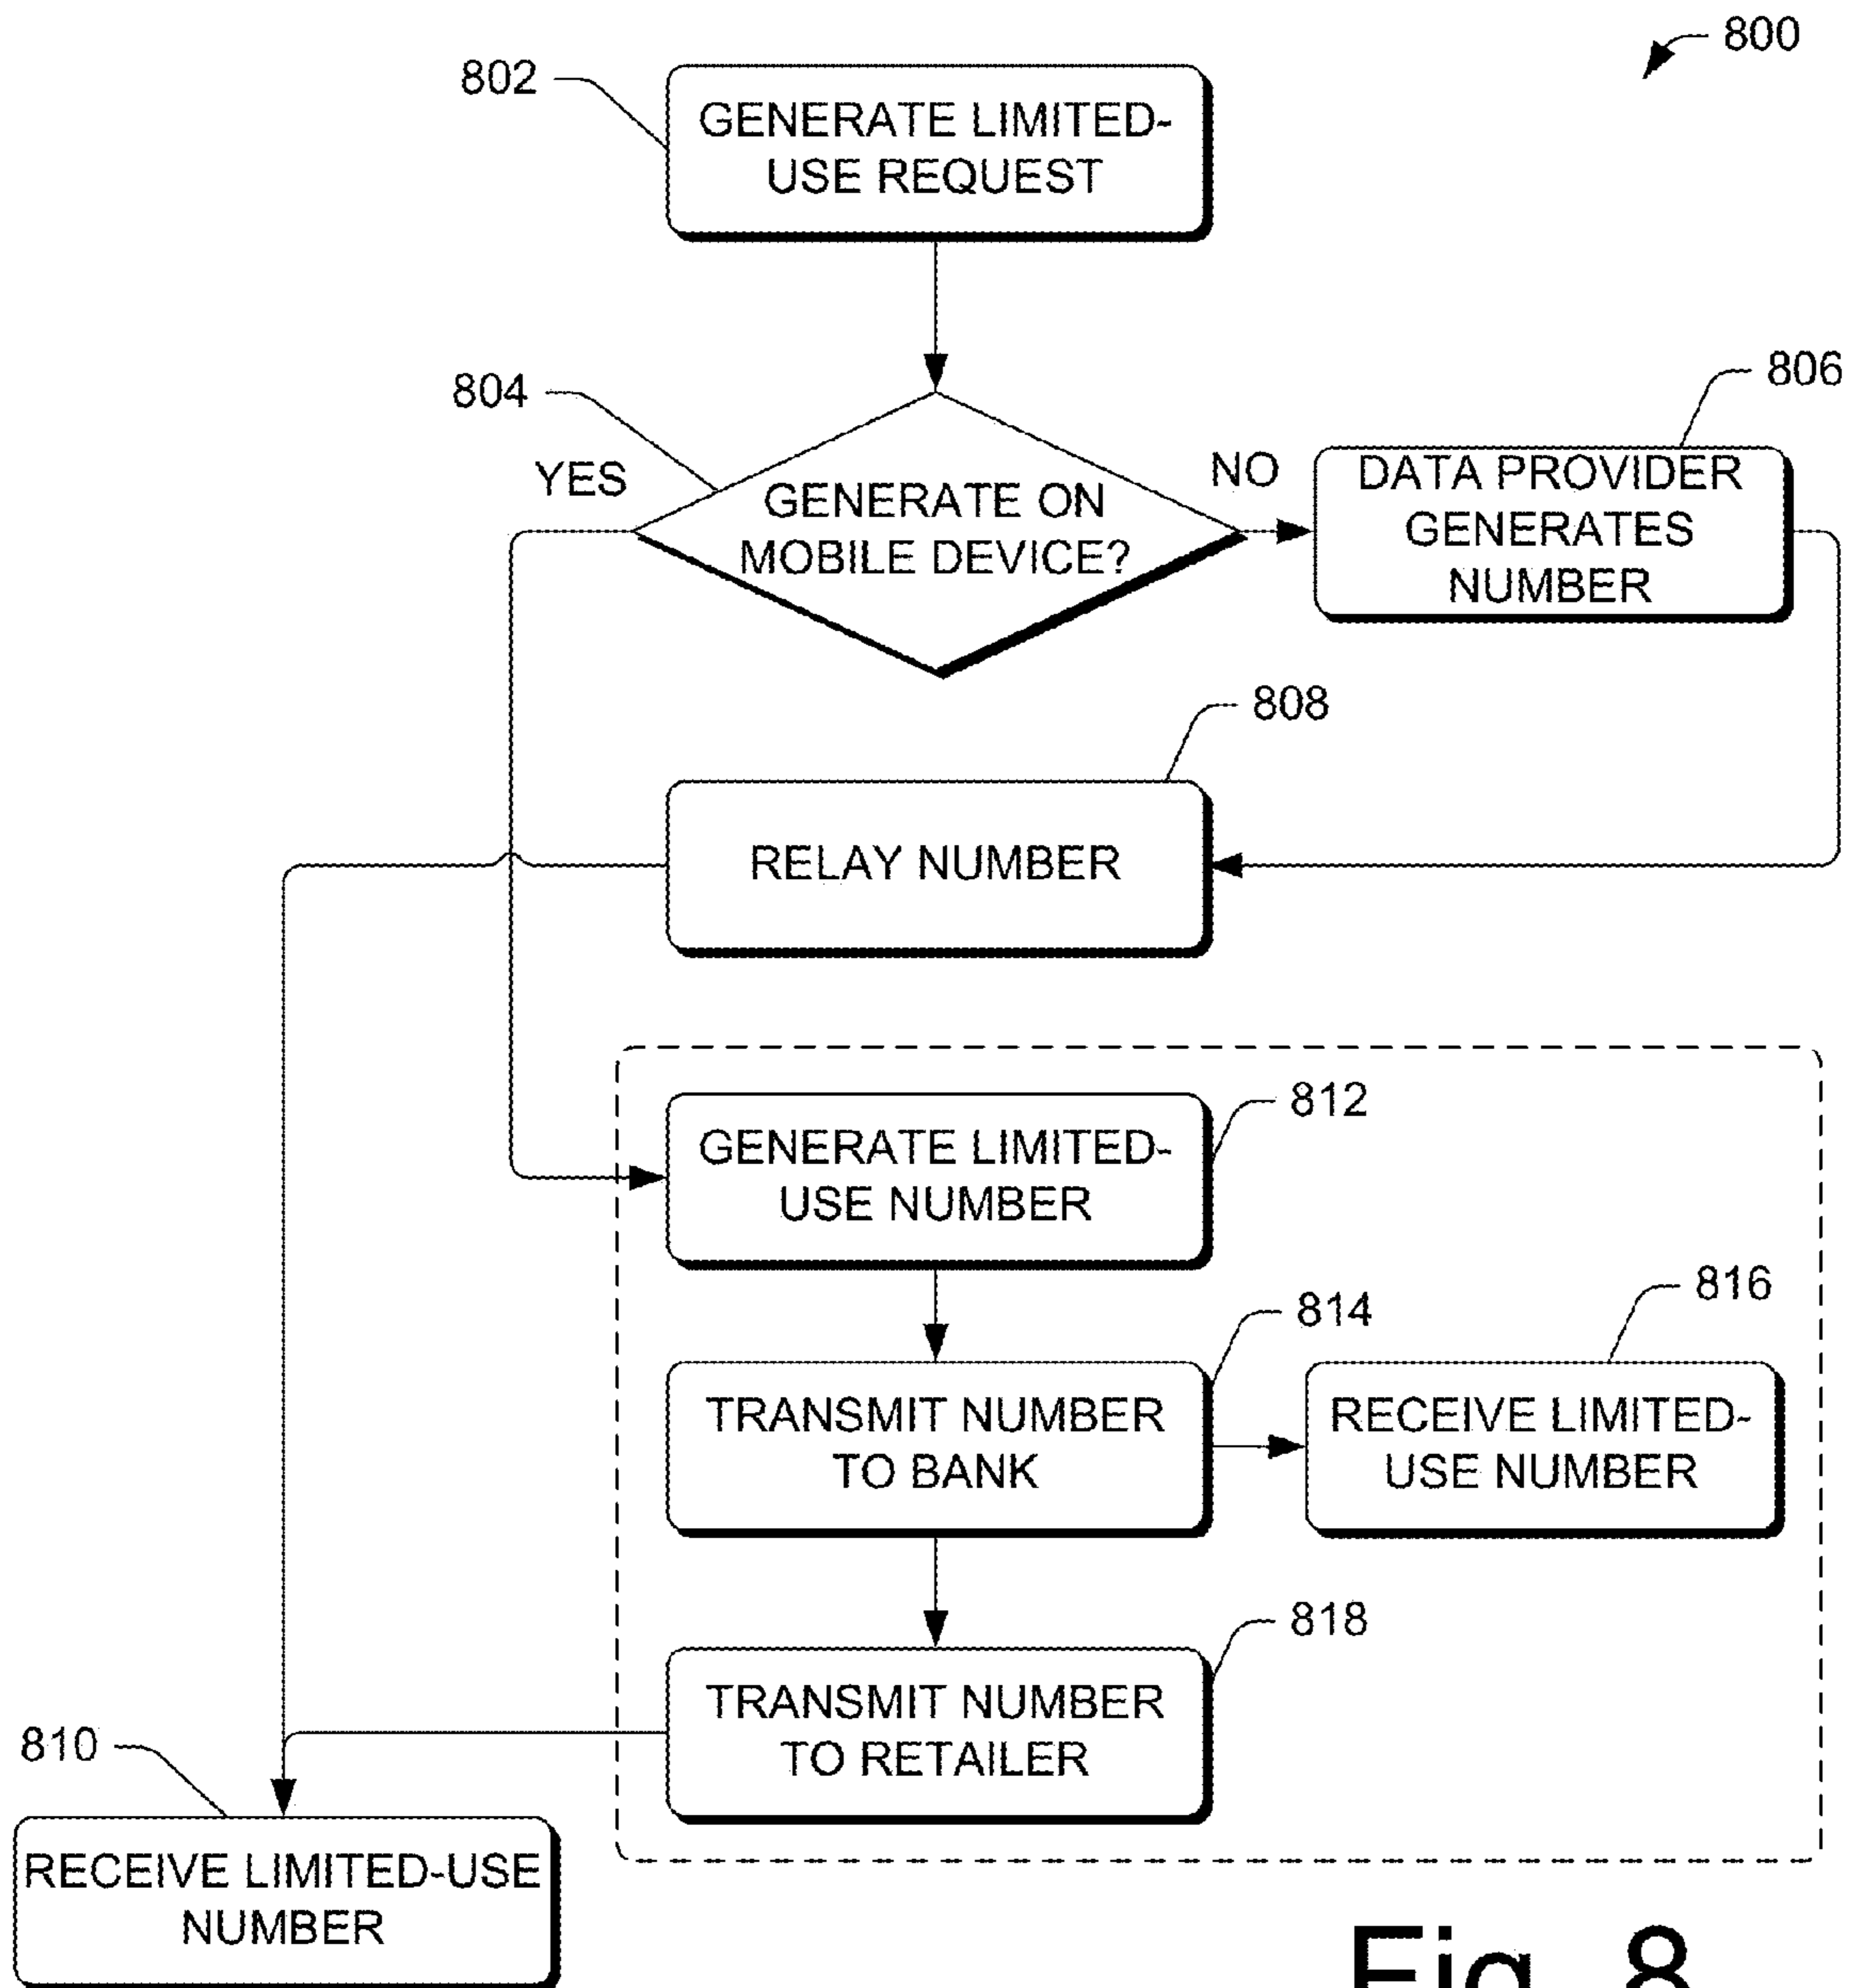 800
802
GENERATE LIMITED-
USE REQUEST
804
806
YES
NO
GENERATE ON
MOBILE DEVICE?
DATA PROVIDER
GENERATES
NUMBER
808
RELAY NUMBER
812
GENERATE LIMITED-
USE NUMBER
814
816
TRANSMIT NUMBER
TO BANK
RECEIVE LIMITED-
USE NUMBER
818
TRANSMIT NUMBER
TO RETAILER
810
RECEIVE LIMITED-USE
NUMBER
Fig. 8